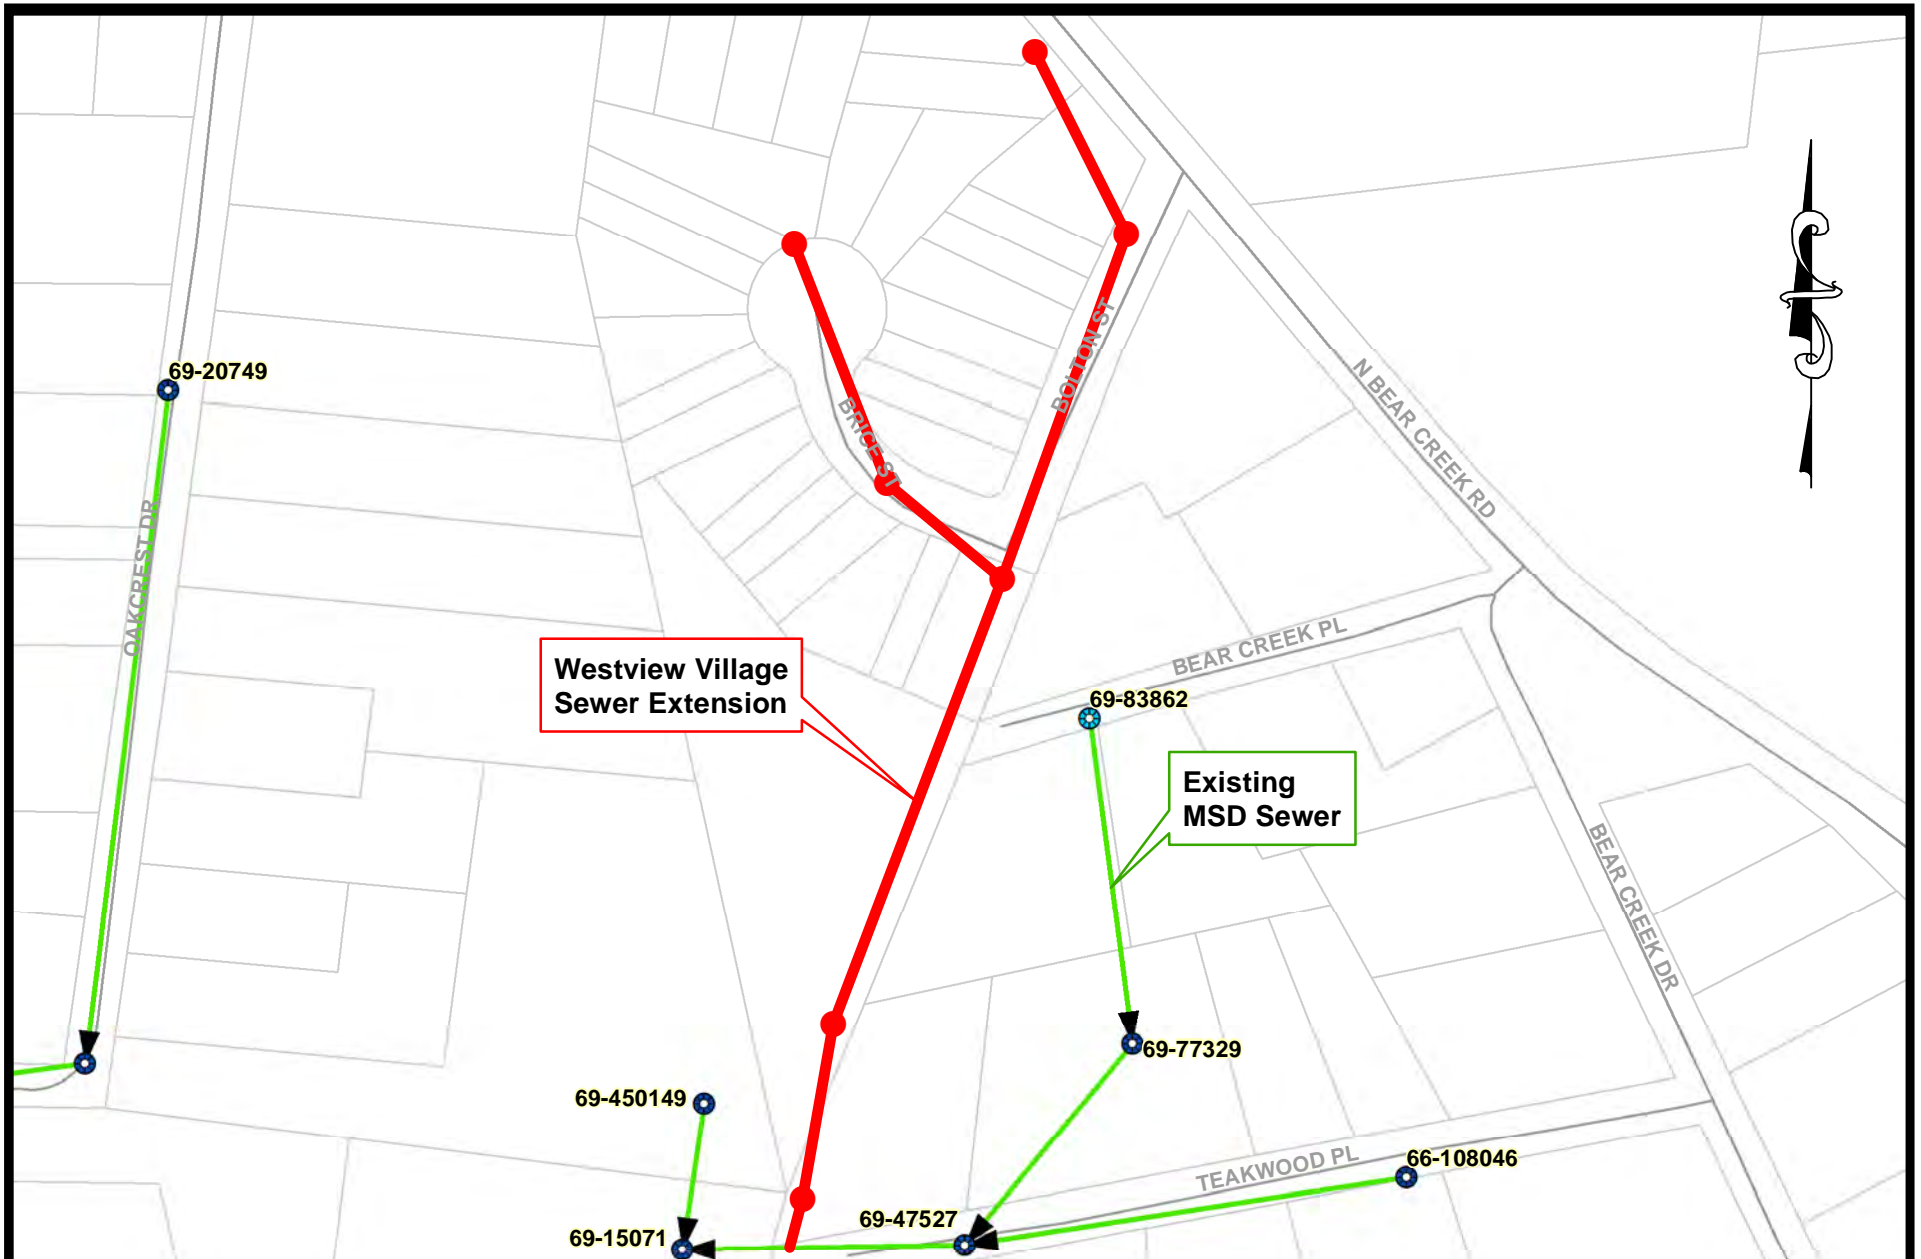 69-20749
BOLTON ST
N BEAR CREEK RD
BRICE ST
OAKCREST DR
BEAR CREEK PL
Westview Village
Sewer Extension
69-83862
Existing
MSD Sewer
BEAR CREEK DR
69-77329
69-450149
TEAKWOOD PL
66-108046
69-47527
69-15071